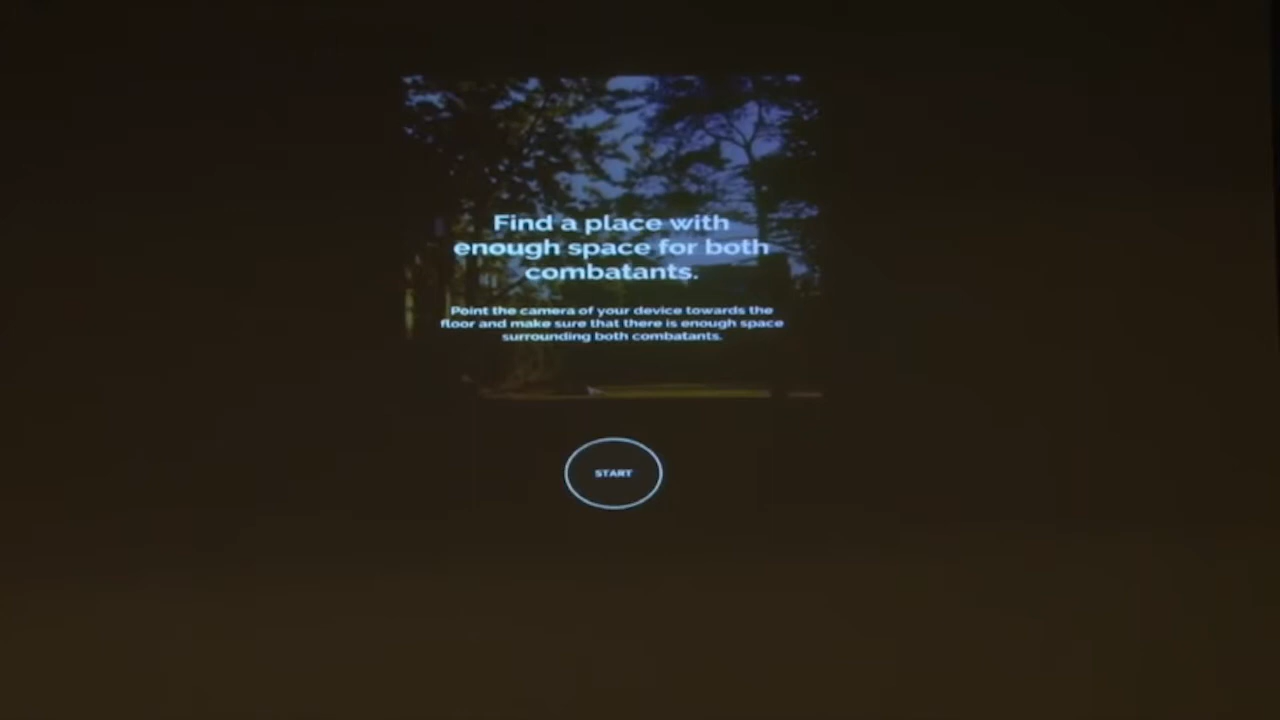 Find a place with
enough space for both
combatants.
Point the camera of your device towards the
floor and make sure that there is enough space
surrounding both combatants.
START